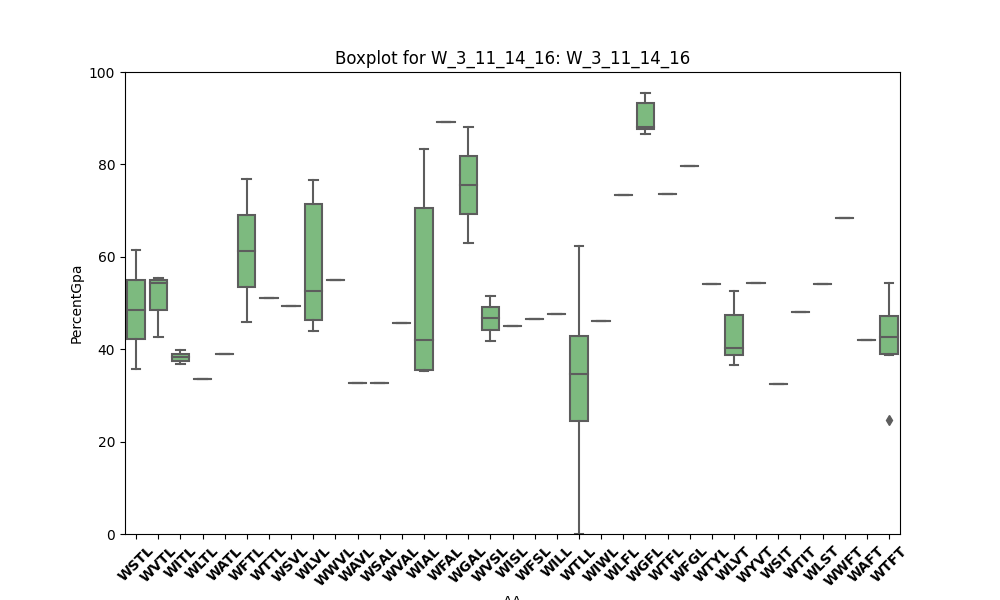 Boxplot for W_3_11_14_16: W_3_11_14_16
PercentGpa
100
80
60
40
20
0
WSTL WVTL WITL WLTL WATL WFTL WTTL WSVL WLVL WWVL WAVL WSAL WVAL WIAL WFAL WGAL WVSL WISL WFSL WILL WTLL WIWL WLFL WGFL WTFL WFGL WTYL WLVT WYVT WSIT WTIT WLST WWFT WAFT WTFT
AA